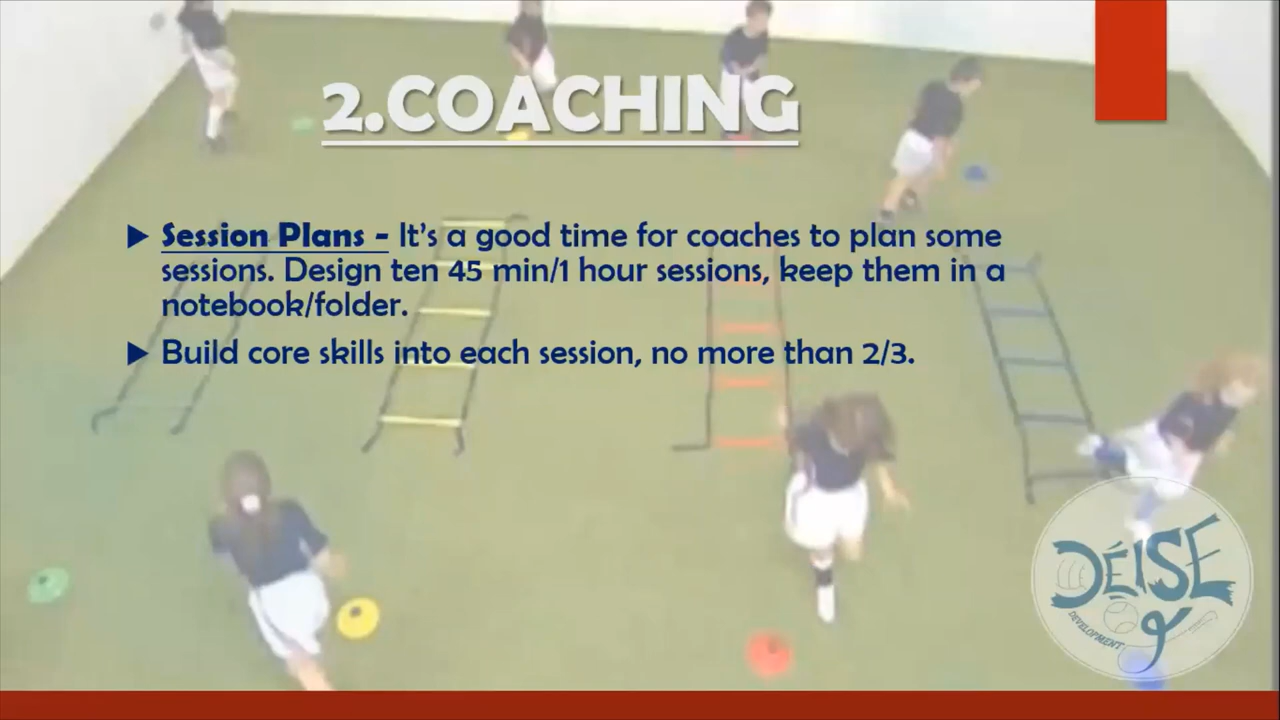 2.COACHING
Session Plans - It's a good time for coaches to plan some
sessions. Design ten 45 min/1 hour sessions, keep them in a
notebook/folder.
Build core skills into each session, no more than 2/3.
DÉISE
DEVELOPMENT